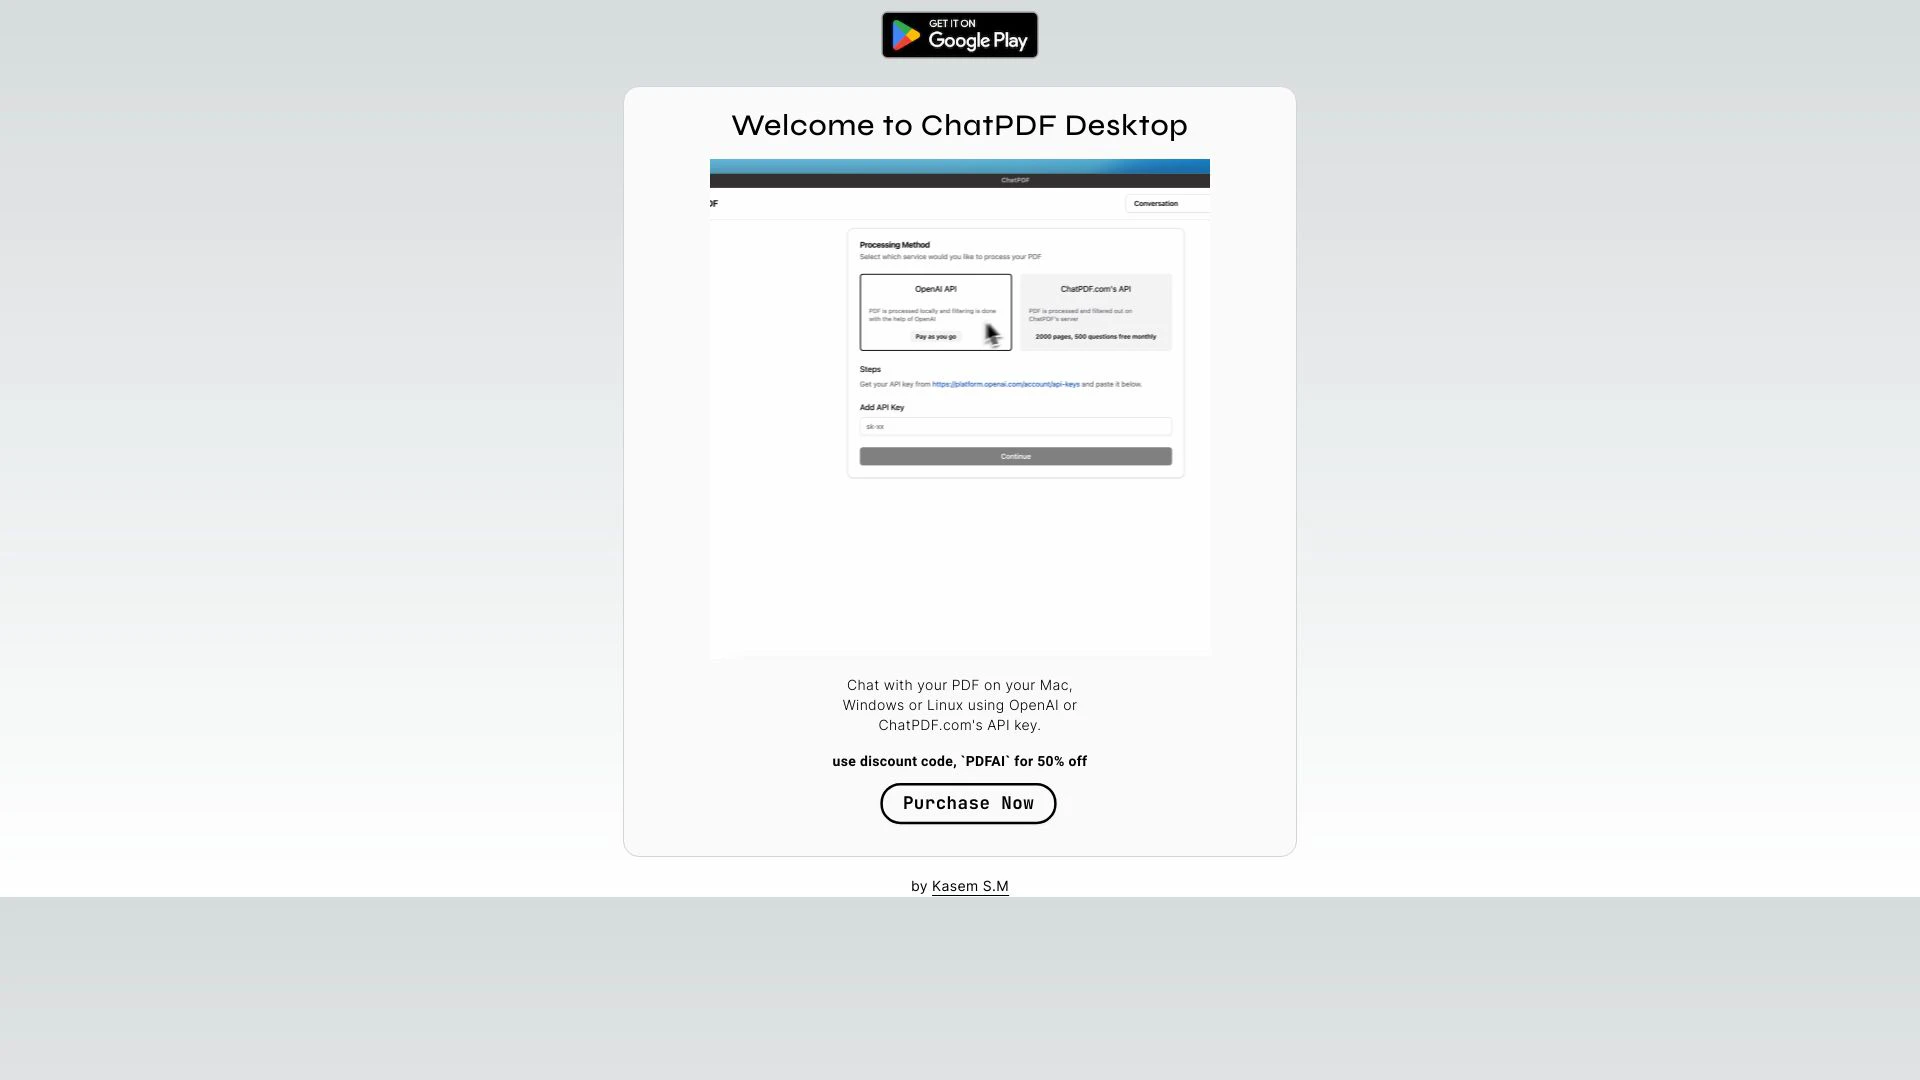 GET IT ON
Google Play
Welcome to ChatPDF Desktop
ChatPDF
DF
Conversation
Processing Method
Select which service would you like to process your PDF
OpenAI API
PDF is processed locally and filtering is done
with the help of OpenAI
Pay as you go
ChatPDF.com's API
PDF is processed and filtered out on
ChatPDF's server
2000 pages, 500 questions free monthly
Steps
Get your API key from https://platform.openai.com/account/api-keys and paste it below.
Add API Key
sk-xx
Continue
Chat with your PDF on your Mac,
Windows or Linux using OpenAI or
ChatPDF.com's API key.
use discount code, `PDFAI` for 50% off
Purchase Now
by Kasem S.M